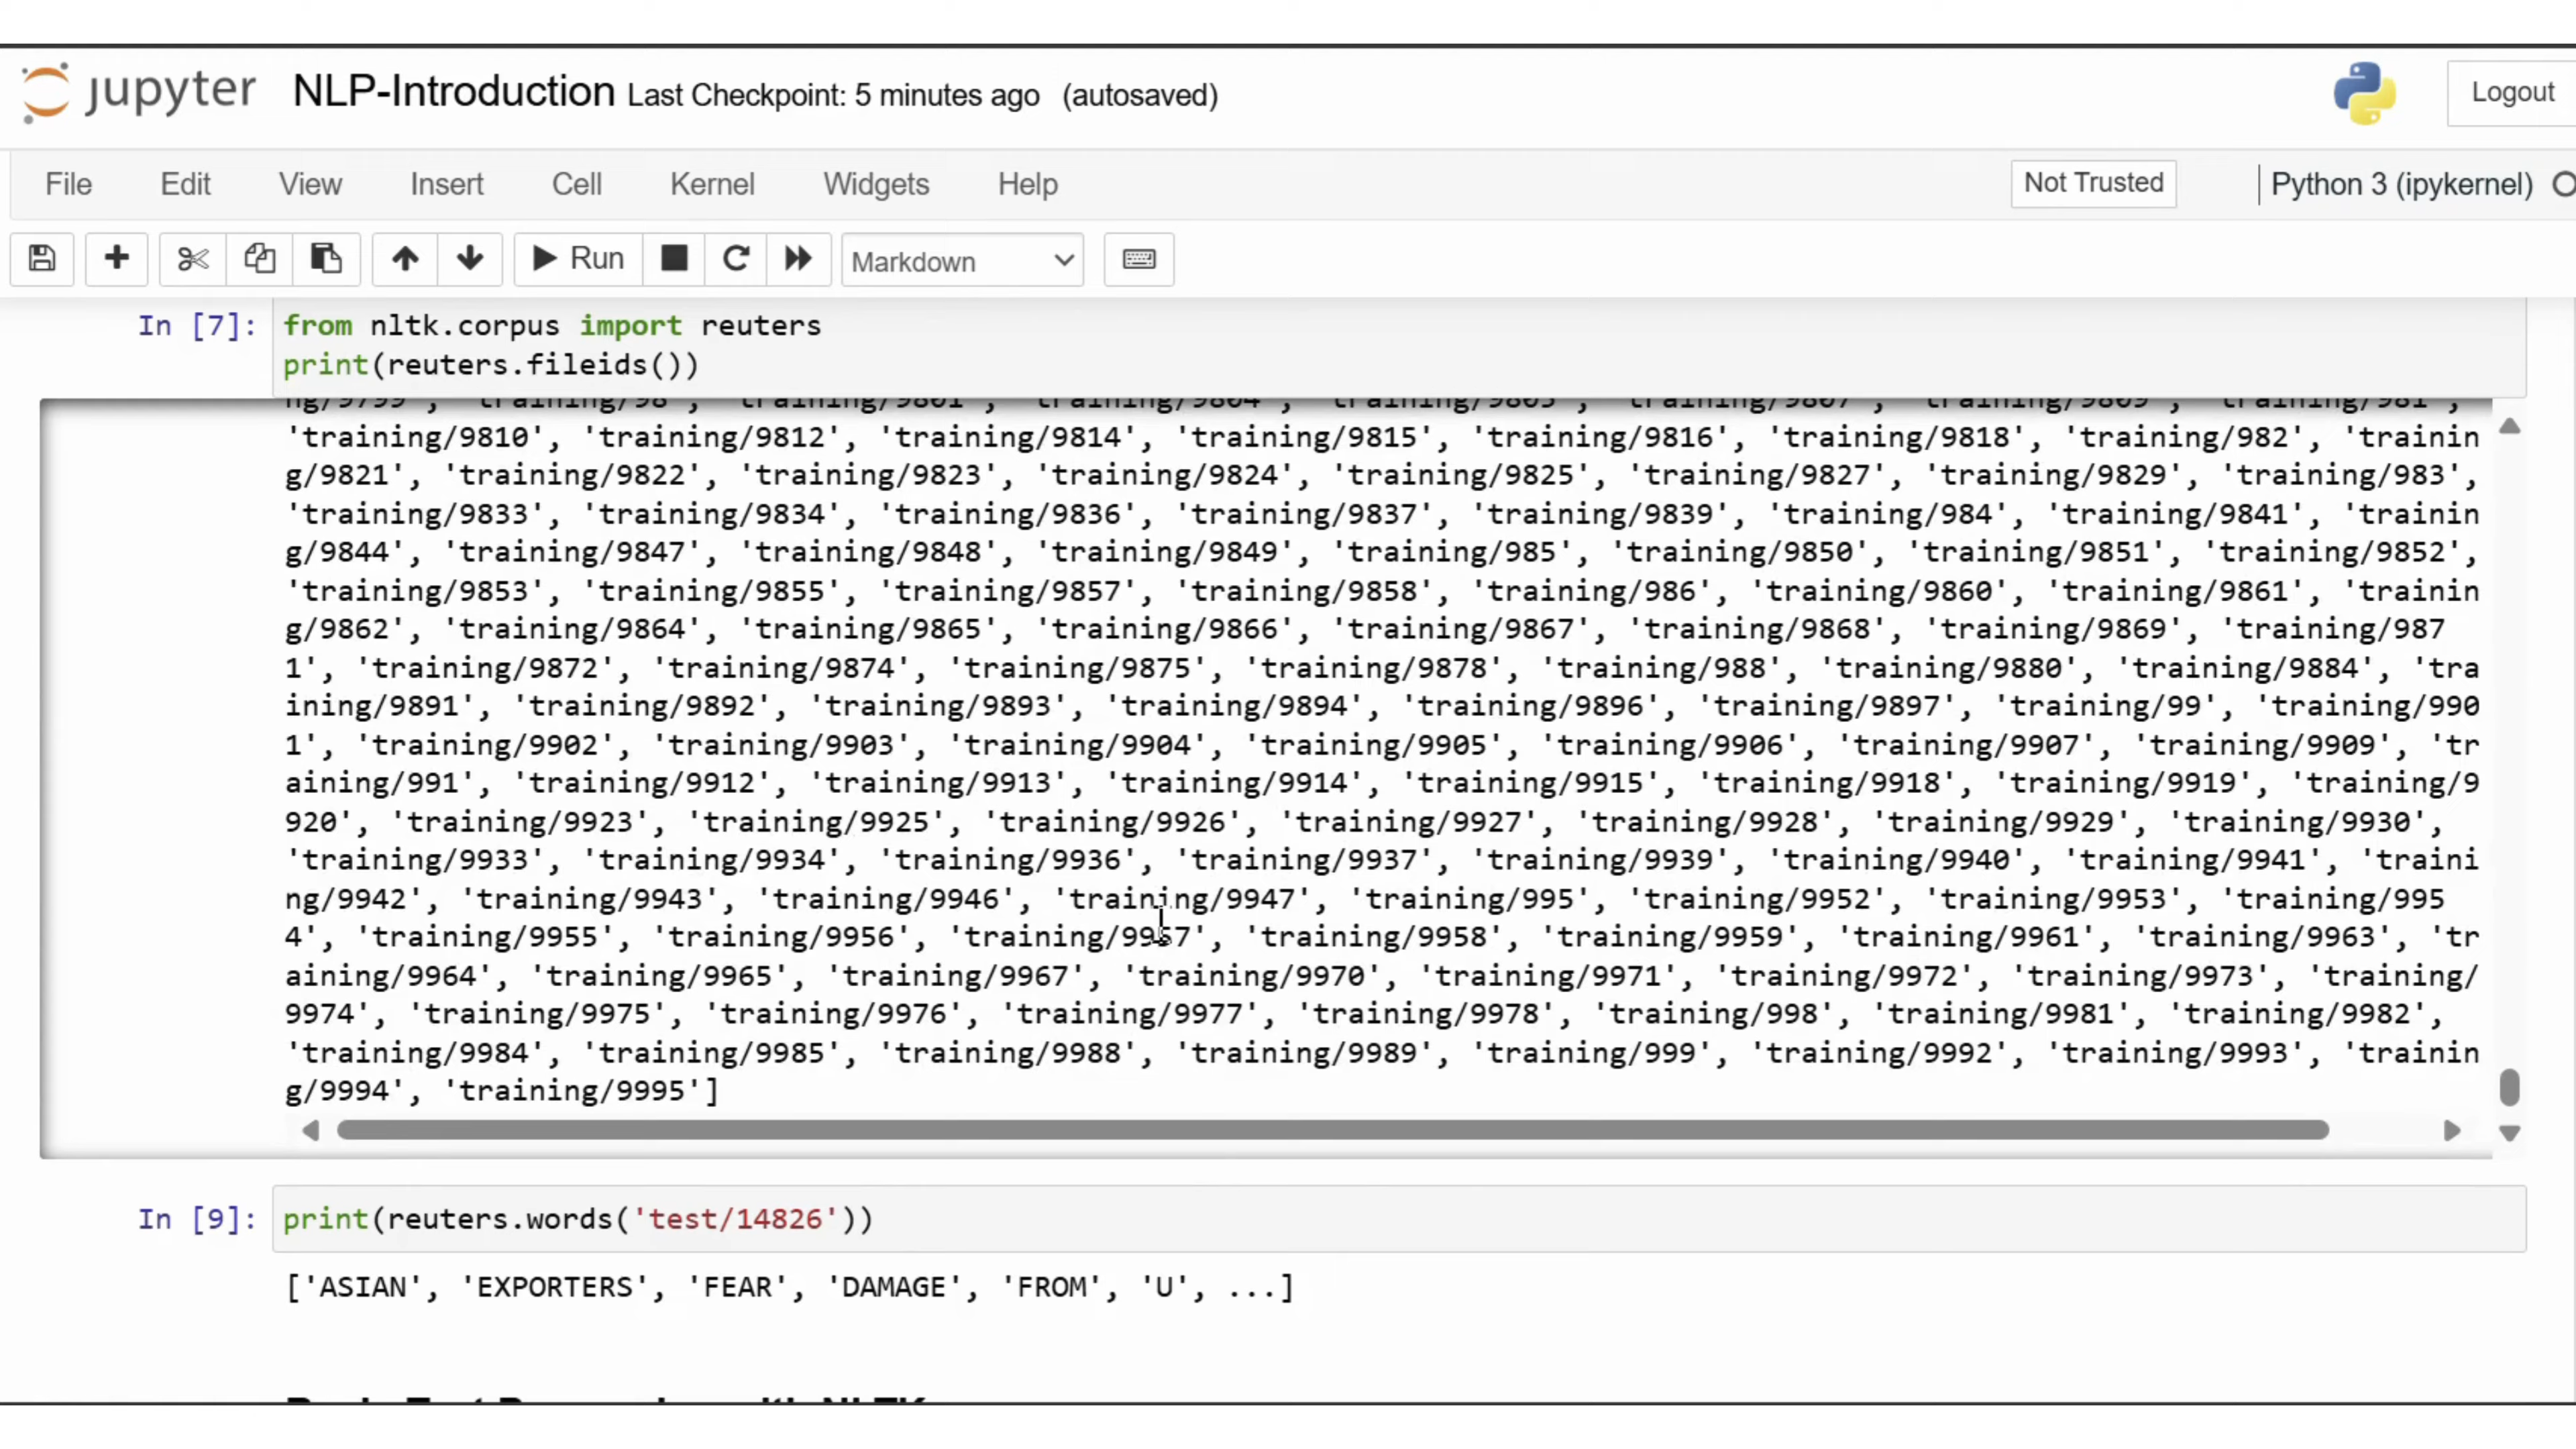 jupyter NLP-Introduction Last Checkpoint: 5 minutes ago (autosaved) Logout
File Edit View Insert Cell Kernel Widgets Help Not Trusted Python 3 (ipykernel)
Run Markdown
In [7]: from nltk.corpus import reuters
print(reuters.fileids())
ng/9799', 'training/98', 'training/9801', 'training/9804', 'training/9805', 'training/9807', 'training/9809', 'training/981',
'training/9810', 'training/9812', 'training/9814', 'training/9815', 'training/9816', 'training/9818', 'training/982', 'trainin
g/9821', 'training/9822', 'training/9823', 'training/9824', 'training/9825', 'training/9827', 'training/9829', 'training/983',
'training/9833', 'training/9834', 'training/9836', 'training/9837', 'training/9839', 'training/984', 'training/9841', 'trainin
g/9844', 'training/9847', 'training/9848', 'training/9849', 'training/985', 'training/9850', 'training/9851', 'training/9852',
'training/9853', 'training/9855', 'training/9857', 'training/9858', 'training/986', 'training/9860', 'training/9861', 'trainin
g/9862', 'training/9864', 'training/9865', 'training/9866', 'training/9867', 'training/9868', 'training/9869', 'training/987
1', 'training/9872', 'training/9874', 'training/9875', 'training/9878', 'training/988', 'training/9880', 'training/9884', 'tra
ining/9891', 'training/9892', 'training/9893', 'training/9894', 'training/9896', 'training/9897', 'training/99', 'training/990
1', 'training/9902', 'training/9903', 'training/9904', 'training/9905', 'training/9906', 'training/9907', 'training/9909', 'tr
aining/991', 'training/9912', 'training/9913', 'training/9914', 'training/9915', 'training/9918', 'training/9919', 'training/9
920', 'training/9923', 'training/9925', 'training/9926', 'training/9927', 'training/9928', 'training/9929', 'training/9930',
'training/9933', 'training/9934', 'training/9936', 'training/9937', 'training/9939', 'training/9940', 'training/9941', 'traini
ng/9942', 'training/9943', 'training/9946', 'training/9947', 'training/995', 'training/9952', 'training/9953', 'training/995
4', 'training/9955', 'training/9956', 'training/9957', 'training/9958', 'training/9959', 'training/9961', 'training/9963', 'tr
aining/9964', 'training/9965', 'training/9967', 'training/9970', 'training/9971', 'training/9972', 'training/9973', 'training/
9974', 'training/9975', 'training/9976', 'training/9977', 'training/9978', 'training/998', 'training/9981', 'training/9982',
'training/9984', 'training/9985', 'training/9988', 'training/9989', 'training/999', 'training/9992', 'training/9993', 'trainin
g/9994', 'training/9995']
In [9]: print(reuters.words('test/14826'))
['ASIAN', 'EXPORTERS', 'FEAR', 'DAMAGE', 'FROM', 'U', ...]